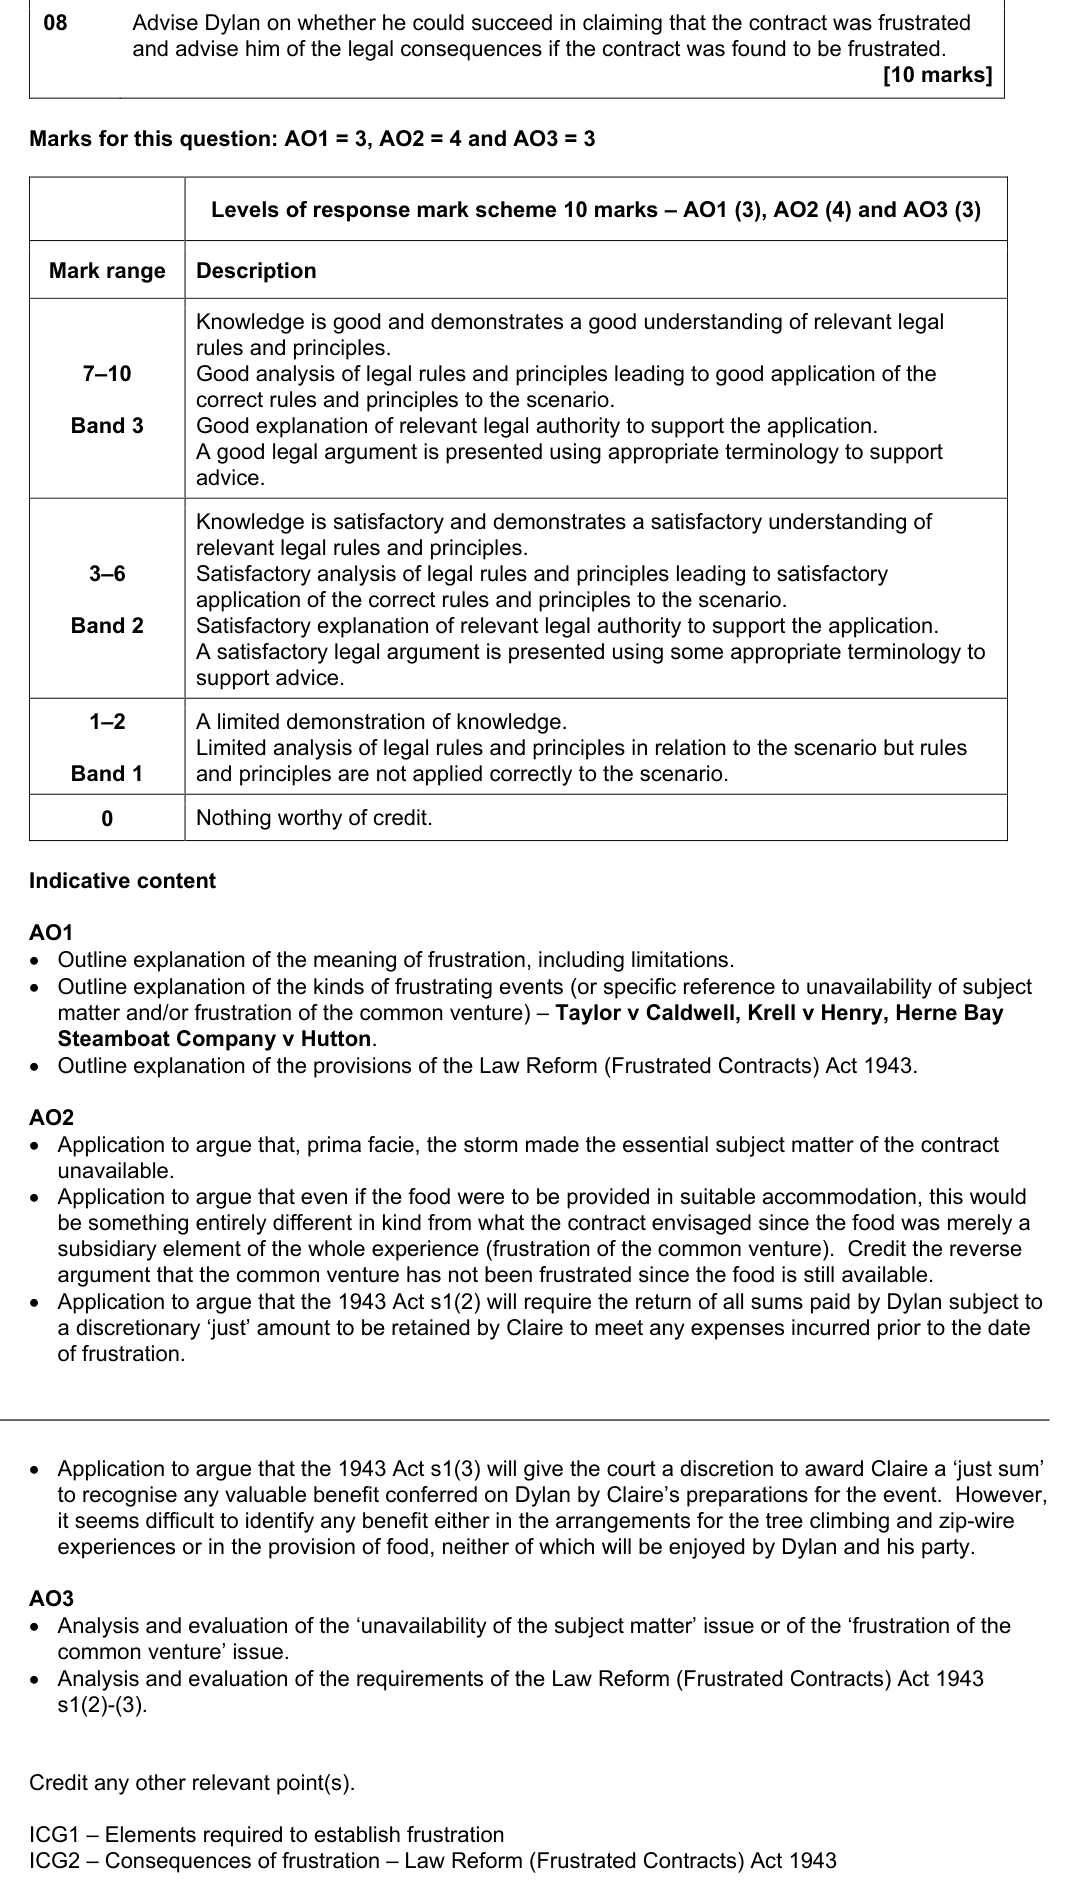 08 Advise Dylan on whether he could succeed in claiming that the contract was frustrated
and advise him of the legal consequences if the contract was found to be frustrated.
[10 marks]
Marks for this question: AO1 = 3, AO2 = 4 and AO3 = 3
Levels of response mark scheme 10 marks – AO1 (3), AO2 (4) and AO3 (3)
Mark range Description
7–10
Band 3
Knowledge is good and demonstrates a good understanding of relevant legal
rules and principles.
Good analysis of legal rules and principles leading to good application of the
correct rules and principles to the scenario.
Good explanation of relevant legal authority to support the application.
A good legal argument is presented using appropriate terminology to support
advice.
3–6
Band 2
Knowledge is satisfactory and demonstrates a satisfactory understanding of
relevant legal rules and principles.
Satisfactory analysis of legal rules and principles leading to satisfactory
application of the correct rules and principles to the scenario.
Satisfactory explanation of relevant legal authority to support the application.
A satisfactory legal argument is presented using some appropriate terminology to
support advice.
1–2
Band 1
A limited demonstration of knowledge.
Limited analysis of legal rules and principles in relation to the scenario but rules
and principles are not applied correctly to the scenario.
0 Nothing worthy of credit.
Indicative content
AO1
• Outline explanation of the meaning of frustration, including limitations.
• Outline explanation of the kinds of frustrating events (or specific reference to unavailability of subject
matter and/or frustration of the common venture) – Taylor v Caldwell, Krell v Henry, Herne Bay
Steamboat Company v Hutton.
• Outline explanation of the provisions of the Law Reform (Frustrated Contracts) Act 1943.
AO2
• Application to argue that, prima facie, the storm made the essential subject matter of the contract
unavailable.
• Application to argue that even if the food were to be provided in suitable accommodation, this would
be something entirely different in kind from what the contract envisaged since the food was merely a
subsidiary element of the whole experience (frustration of the common venture). Credit the reverse
argument that the common venture has not been frustrated since the food is still available.
• Application to argue that the 1943 Act s1(2) will require the return of all sums paid by Dylan subject to
a discretionary ‘just’ amount to be retained by Claire to meet any expenses incurred prior to the date
of frustration.
• Application to argue that the 1943 Act s1(3) will give the court a discretion to award Claire a ‘just sum’
to recognise any valuable benefit conferred on Dylan by Claire’s preparations for the event. However,
it seems difficult to identify any benefit either in the arrangements for the tree climbing and zip-wire
experiences or in the provision of food, neither of which will be enjoyed by Dylan and his party.
AO3
• Analysis and evaluation of the ‘unavailability of the subject matter’ issue or of the ‘frustration of the
common venture’ issue.
• Analysis and evaluation of the requirements of the Law Reform (Frustrated Contracts) Act 1943
s1(2)-(3).
Credit any other relevant point(s).
ICG1 – Elements required to establish frustration
ICG2 – Consequences of frustration – Law Reform (Frustrated Contracts) Act 1943